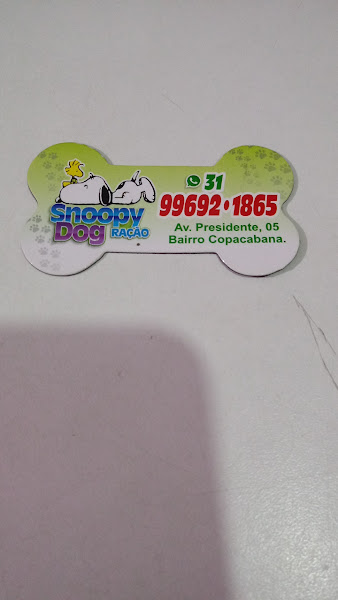 Snoopy
Dog RAÇÃO
31
99692·1865
Av. Presidente, 05
Bairro Copacabana.